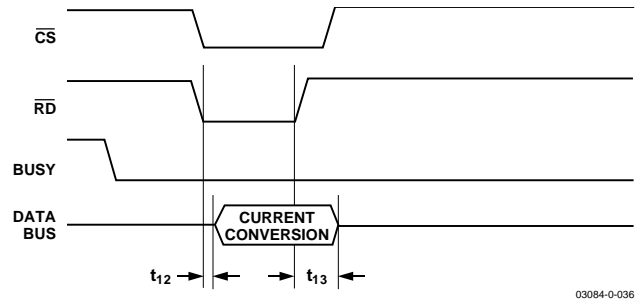 CS
RD
BUSY
DATA
BUS
CURRENT
CONVERSION
t12
t13
03084-0-036